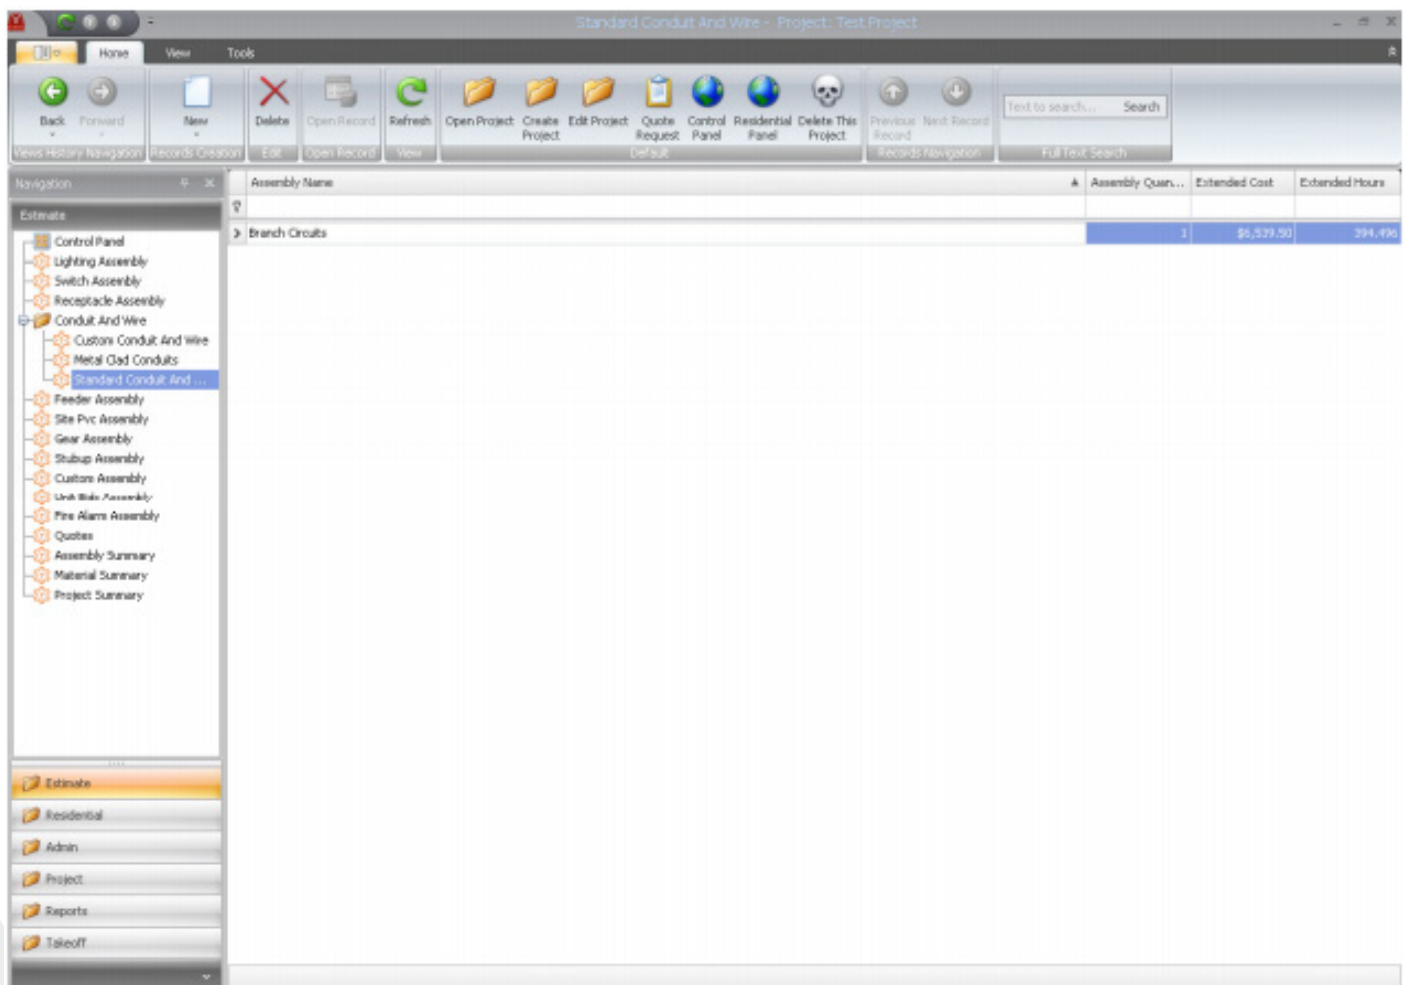 Standard Conduit And Wire - Project: Test Project
Home View Tools
Back Forward New Delete Open Record Refresh Open Project Create Project Edit Project Quote Request Control Panel Residential Panel Delete This Project Previous Record Next Record Text to search... Search
Views History Navigation Records Creation Edit Open Record View Default Records Navigation Full Text Search
Navigation
Assembly Name Assembly Quan... Extended Cost Extended Hours
Estimate
Branch Circuits 1 $6,539.50 394.496
Control Panel
Lighting Assembly
Switch Assembly
Receptacle Assembly
Conduit And Wire
Custom Conduit And Wire
Metal Clad Conduits
Standard Conduit And ...
Feeder Assembly
Site Pvc Assembly
Gear Assembly
Stubup Assembly
Custom Assembly
Unit Bids Assembly
Fire Alarm Assembly
Quotes
Assembly Summary
Material Summary
Project Summary
Estimate
Residential
Admin
Project
Reports
Takeoff